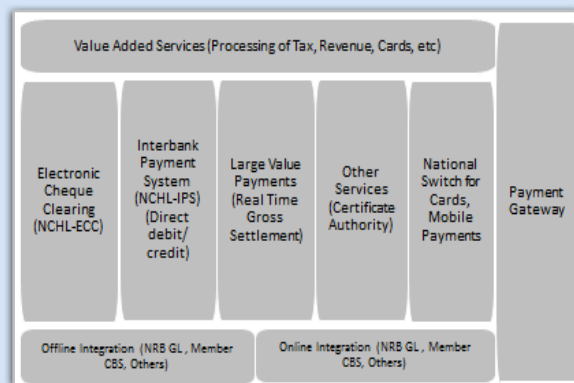 Value Added Services (Processing of Tax, Revenue, Cards, etc)
Electronic
Cheque
Clearing
(NCHL-ECC)
Interbank
Payment
System
(NCHL-IPS)
(Direct
debit/
credit)
Large Value
Payments
(Real Time
Gross
Settlement)
Other
Services
(Certificate
Authority)
National
Switch for
Cards,
Mobile
Payments
Payment
Gateway
Offline Integration (NRB GL , Member
CBS, Others)
Online Integration (NRB GL , Member
CBS, Others)